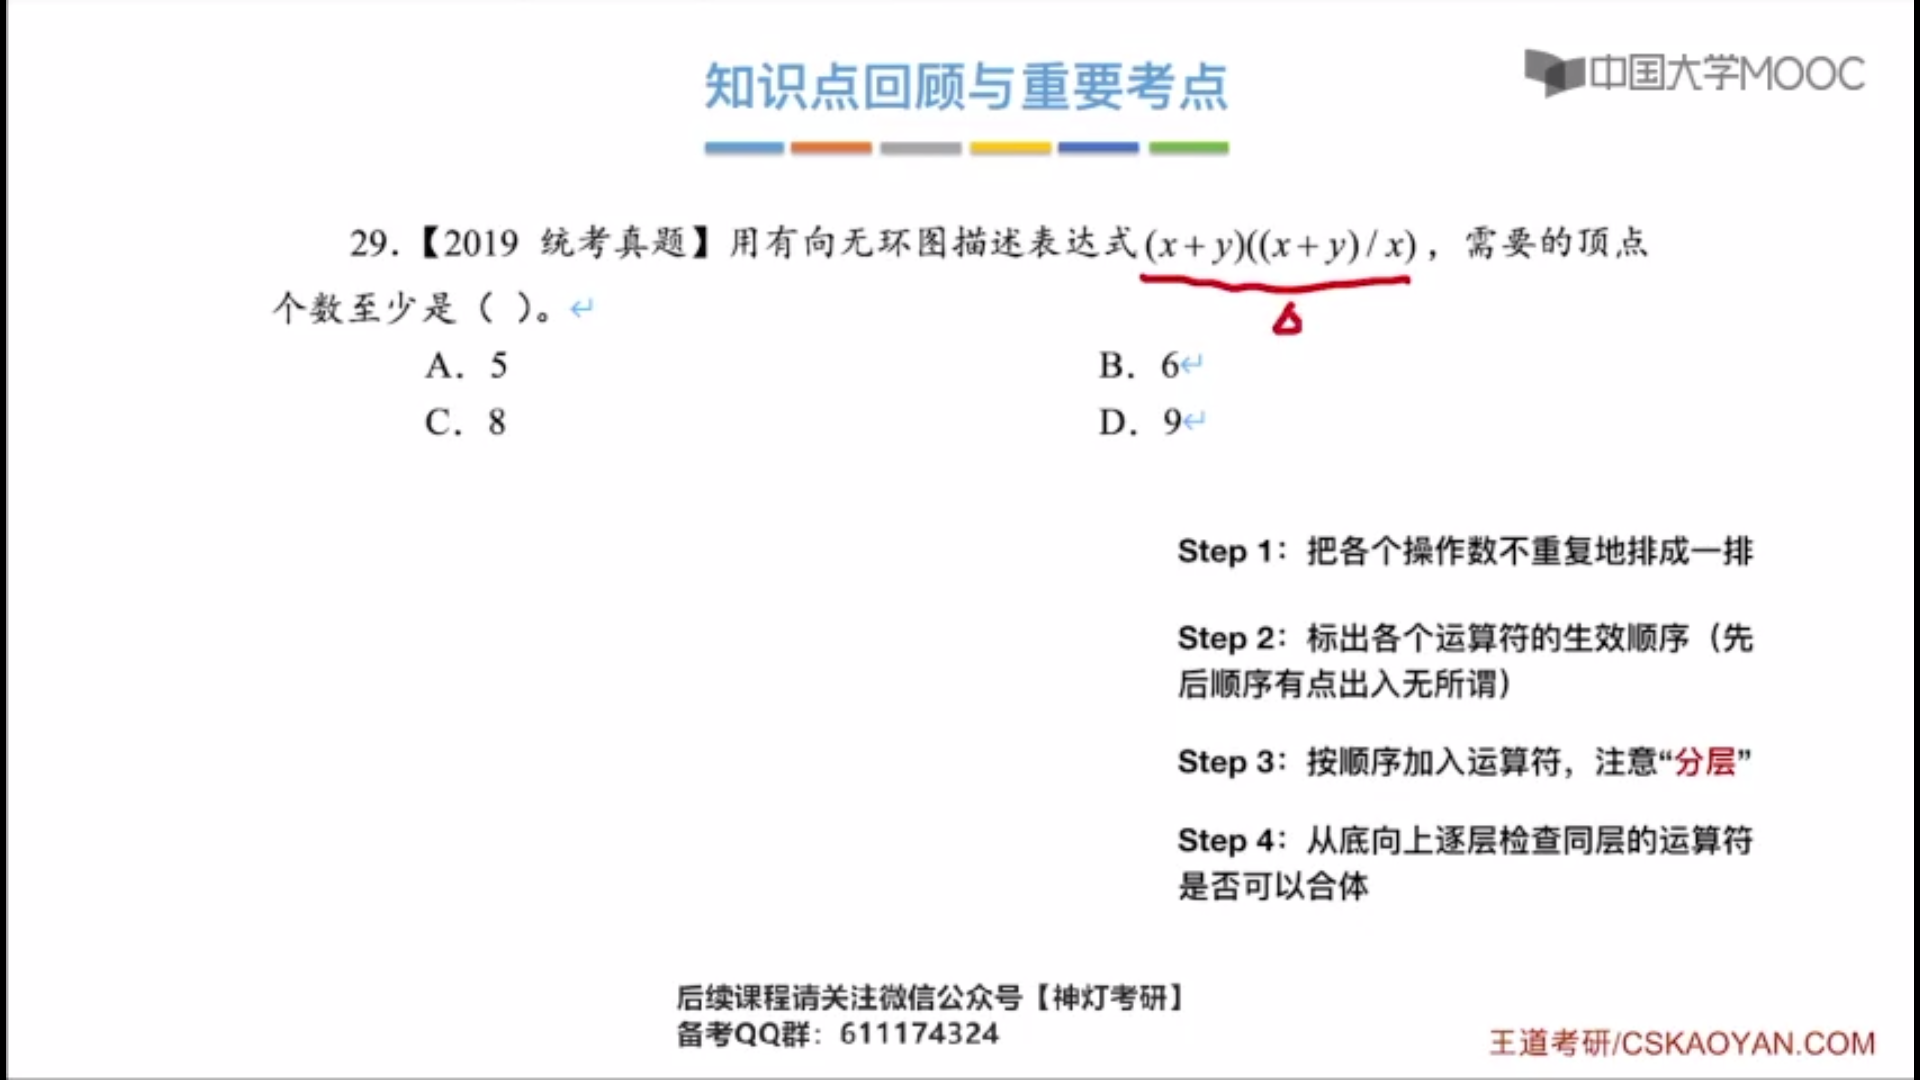 知识点回顾与重要考点
中国大学MOOC
29.【2019 统考真题】用有向无环图描述表达式(x+y)((x+y)/x)，需要的顶点
个数至少是（ ）。↵
A. 5
B. 6↵
C. 8
D. 9↵
Step 1：把各个操作数不重复地排成一排
Step 2：标出各个运算符的生效顺序（先
后顺序有点出入无所谓）
Step 3：按顺序加入运算符，注意“分层”
Step 4：从底向上逐层检查同层的运算符
是否可以合体
后续课程请关注微信公众号【神灯考研】
备考QQ群：611174324
王道考研/CSKAOYAN.COM